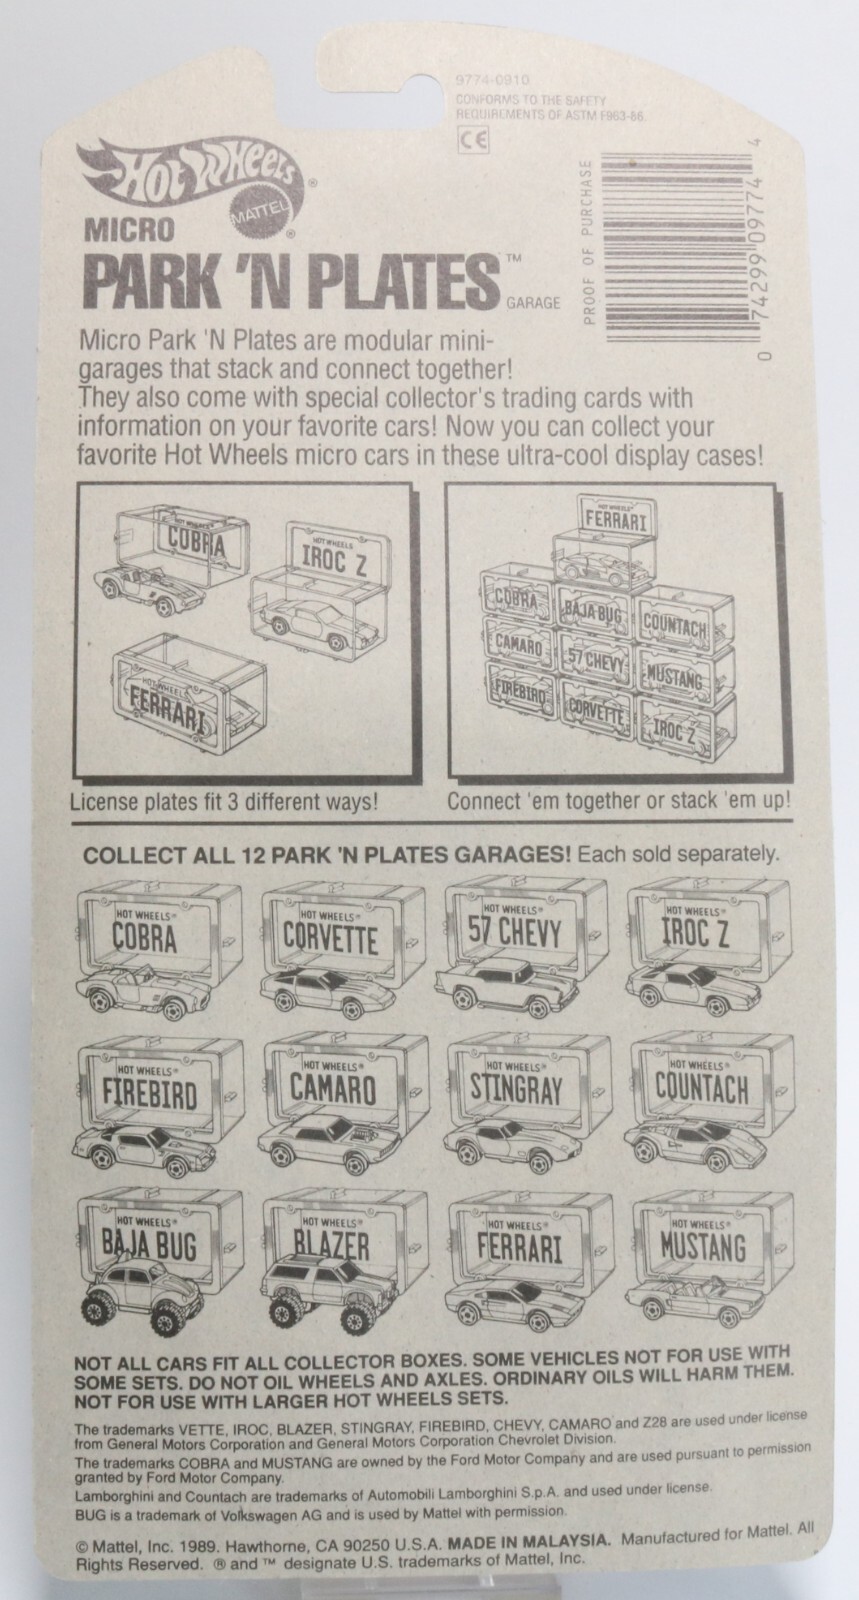 9774-0910
CONFORMS TO THE SAFETY
REQUIREMENTS OF ASTM F963-86.
CE
HOT WHEELS®
MATTEL®
MICRO
PARK 'N PLATES™
GARAGE
PROOF OF PURCHASE
0 74299 09774 4
Micro Park 'N Plates are modular mini-
garages that stack and connect together!
They also come with special collector's trading cards with
information on your favorite cars! Now you can collect your
favorite Hot Wheels micro cars in these ultra-cool display cases!
HOT WHEELS®
COBRA
HOT WHEELS
IROC Z
HOT WHEELS
FERRARI
HOT WHEELS
FERRARI
COBRA
BAJA BUG
COUNTACH
CAMARO
57 CHEVY
MUSTANG
FIREBIRD
CORVETTE
IROC Z
License plates fit 3 different ways!
Connect 'em together or stack 'em up!
COLLECT ALL 12 PARK 'N PLATES GARAGES! Each sold separately.
HOT WHEELS®
COBRA
HOT WHEELS®
CORVETTE
HOT WHEELS®
57 CHEVY
HOT WHEELS®
IROC Z
HOT WHEELS®
FIREBIRD
HOT WHEELS®
CAMARO
HOT WHEELS®
STINGRAY
HOT WHEELS®
COUNTACH
HOT WHEELS®
BAJA BUG
HOT WHEELS®
BLAZER
HOT WHEELS®
FERRARI
HOT WHEELS®
MUSTANG
NOT ALL CARS FIT ALL COLLECTOR BOXES. SOME VEHICLES NOT FOR USE WITH
SOME SETS. DO NOT OIL WHEELS AND AXLES. ORDINARY OILS WILL HARM THEM.
NOT FOR USE WITH LARGER HOT WHEELS SETS.
The trademarks VETTE, IROC, BLAZER, STINGRAY, FIREBIRD, CHEVY, CAMARO and Z28 are used under license
from General Motors Corporation and General Motors Corporation Chevrolet Division.
The trademarks COBRA and MUSTANG are owned by the Ford Motor Company and are used pursuant to permission
granted by Ford Motor Company.
Lamborghini and Countach are trademarks of Automobili Lamborghini S.p.A. and used under license.
BUG is a trademark of Volkswagen AG and is used by Mattel with permission.
© Mattel, Inc. 1989. Hawthorne, CA 90250 U.S.A. MADE IN MALAYSIA. Manufactured for Mattel. All
Rights Reserved. ® and ™ designate U.S. trademarks of Mattel, Inc.